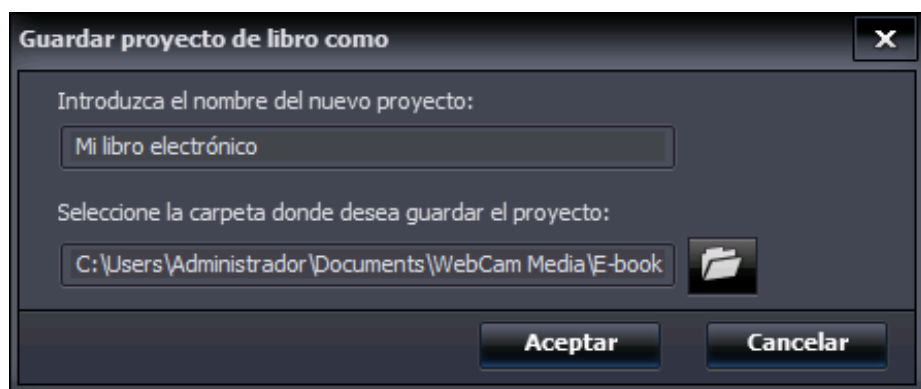 Guardar proyecto de libro como
Introduzca el nombre del nuevo proyecto:
Mi libro electrónico
Seleccione la carpeta donde desea guardar el proyecto:
C:\Users\Administrador\Documents\WebCam Media\E-book
Aceptar Cancelar